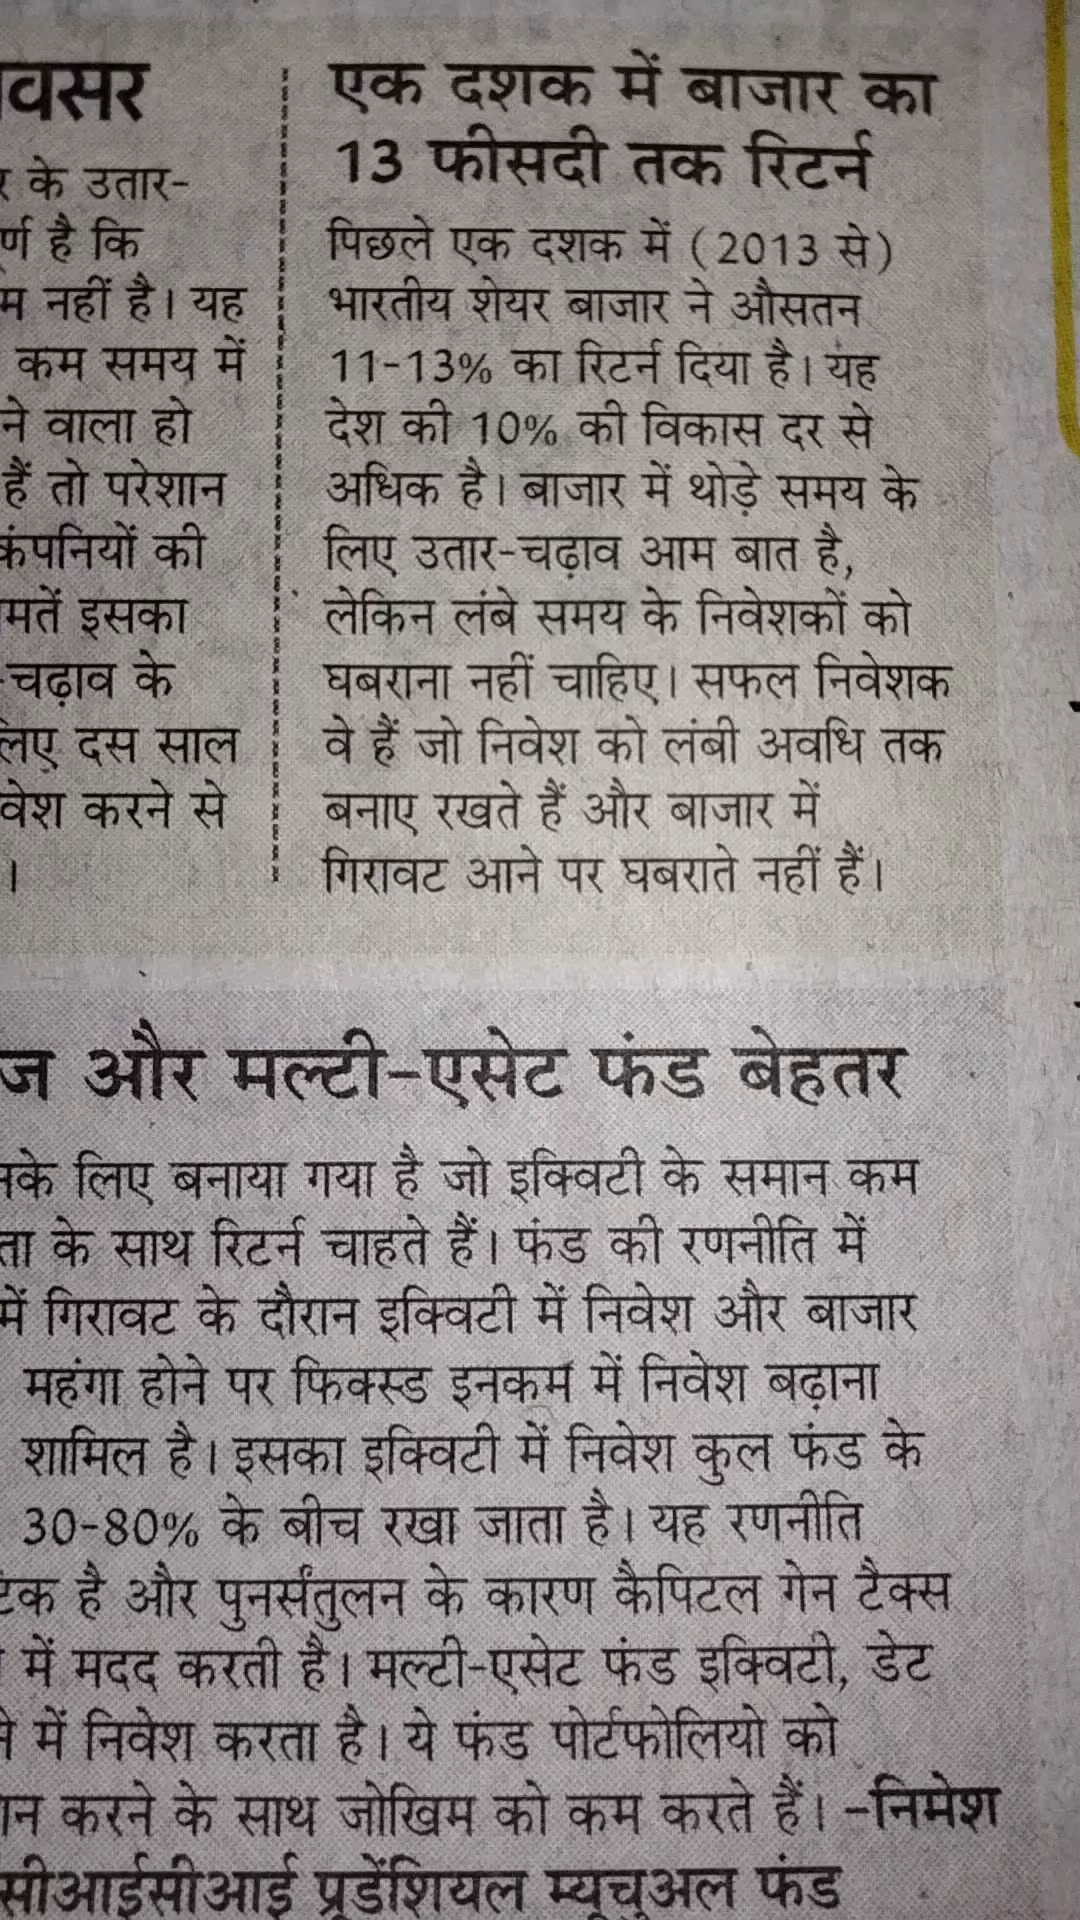 वसर
के उतार-
र्ण है कि
म नहीं है। यह
कम समय में
ने वाला हो
हैं तो परेशान
कंपनियों की
मतें इसका
-चढ़ाव के
लिए दस साल
वेश करने से
।
एक दशक में बाजार का
13 फीसदी तक रिटर्न
पिछले एक दशक में (2013 से)
भारतीय शेयर बाजार ने औसतन
11-13% का रिटर्न दिया है। यह
देश की 10% की विकास दर से
अधिक है। बाजार में थोड़े समय के
लिए उतार-चढ़ाव आम बात है,
लेकिन लंबे समय के निवेशकों को
घबराना नहीं चाहिए। सफल निवेशक
वे हैं जो निवेश को लंबी अवधि तक
बनाए रखते हैं और बाजार में
गिरावट आने पर घबराते नहीं हैं।
ज और मल्टी-एसेट फंड बेहतर
के लिए बनाया गया है जो इक्विटी के समान कम
ता के साथ रिटर्न चाहते हैं। फंड की रणनीति में
में गिरावट के दौरान इक्विटी में निवेश और बाजार
महंगा होने पर फिक्स्ड इनकम में निवेश बढ़ाना
शामिल है। इसका इक्विटी में निवेश कुल फंड के
30-80% के बीच रखा जाता है। यह रणनीति
टिक है और पुनर्संतुलन के कारण कैपिटल गेन टैक्स
में मदद करती है। मल्टी-एसेट फंड इक्विटी, डेट
में निवेश करता है। ये फंड पोर्टफोलियो को
न करने के साथ जोखिम को कम करते हैं। -निमेश
सीआईसीआई प्रूडेंशियल म्यूचुअल फंड